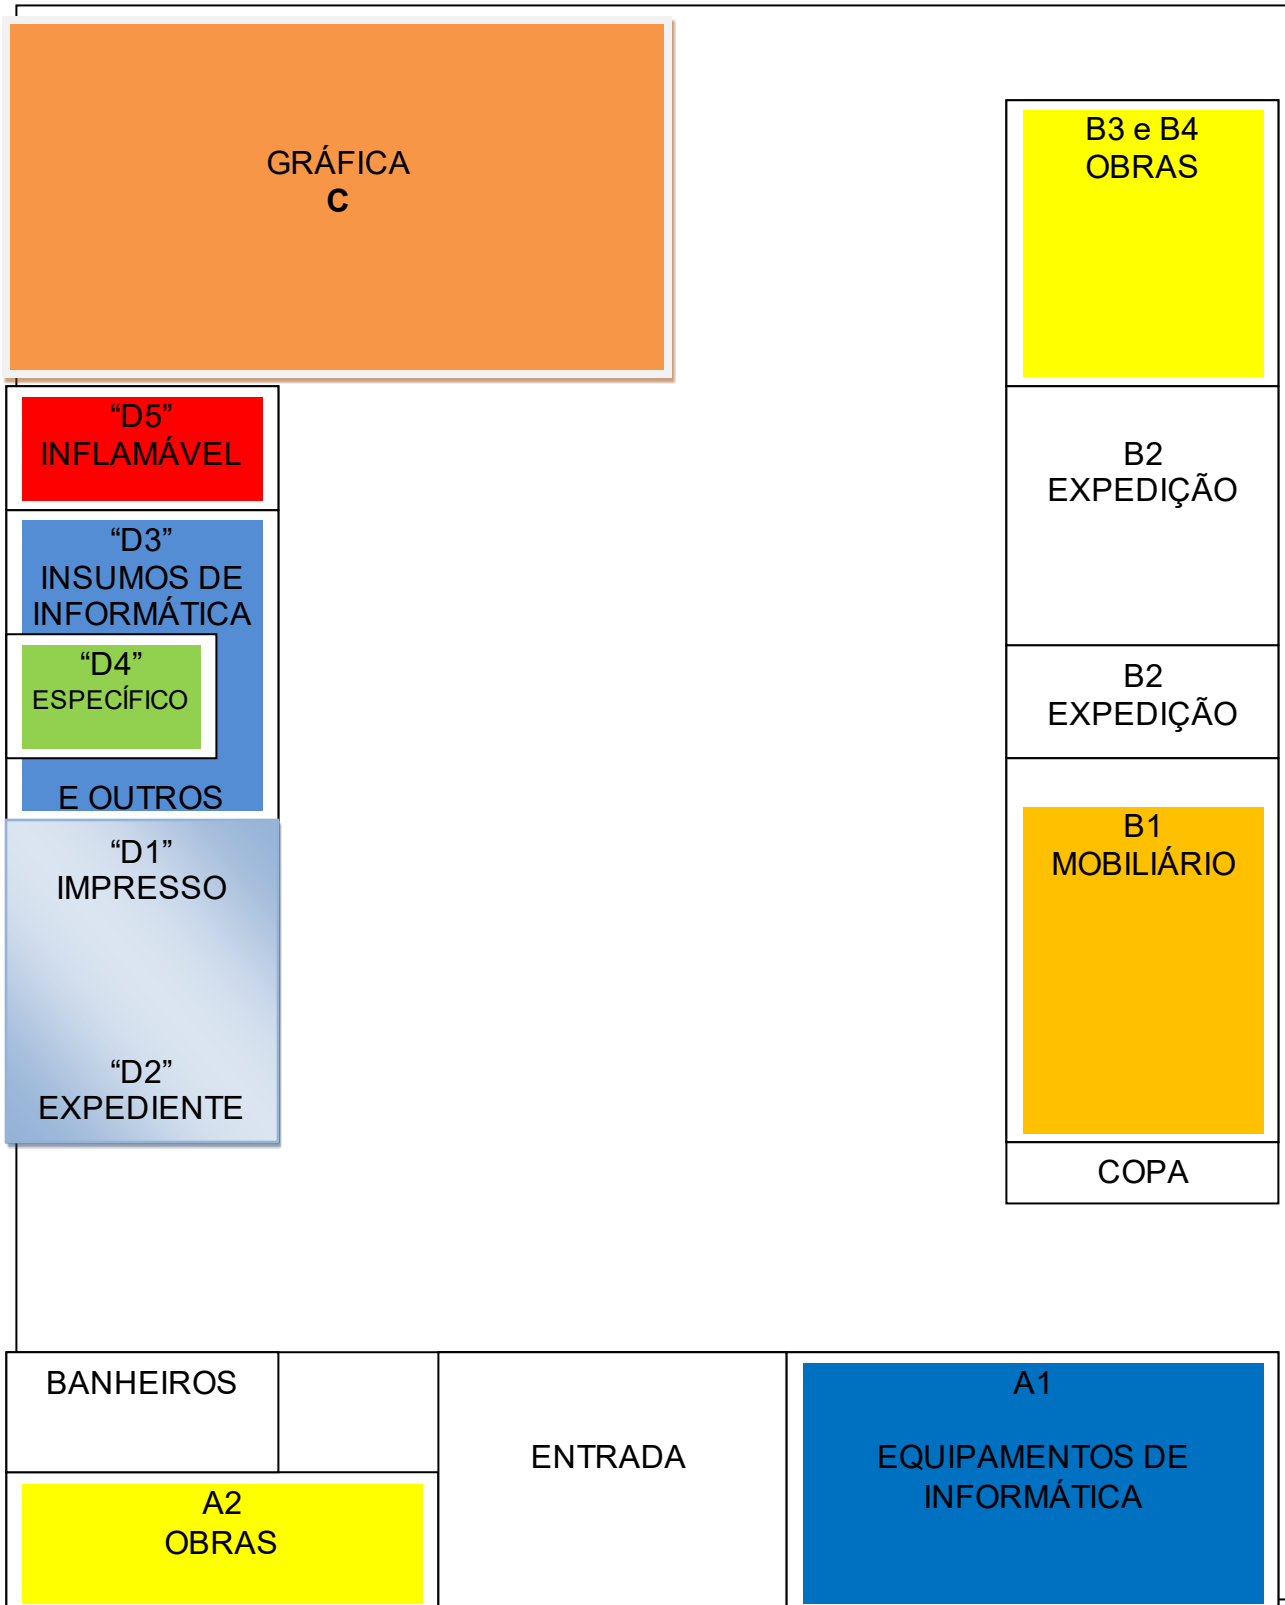 GRÁFICA
C
B3 e B4
OBRAS
“D5”
INFLAMÁVEL
B2
EXPEDIÇÃO
“D3”
INSUMOS DE
INFORMÁTICA
“D4”
ESPECÍFICO
E OUTROS
B2
EXPEDIÇÃO
“D1”
IMPRESSO
“D2”
EXPEDIENTE
B1
MOBILIÁRIO
COPA
BANHEIROS
A2
OBRAS
ENTRADA
A1
EQUIPAMENTOS DE
INFORMÁTICA